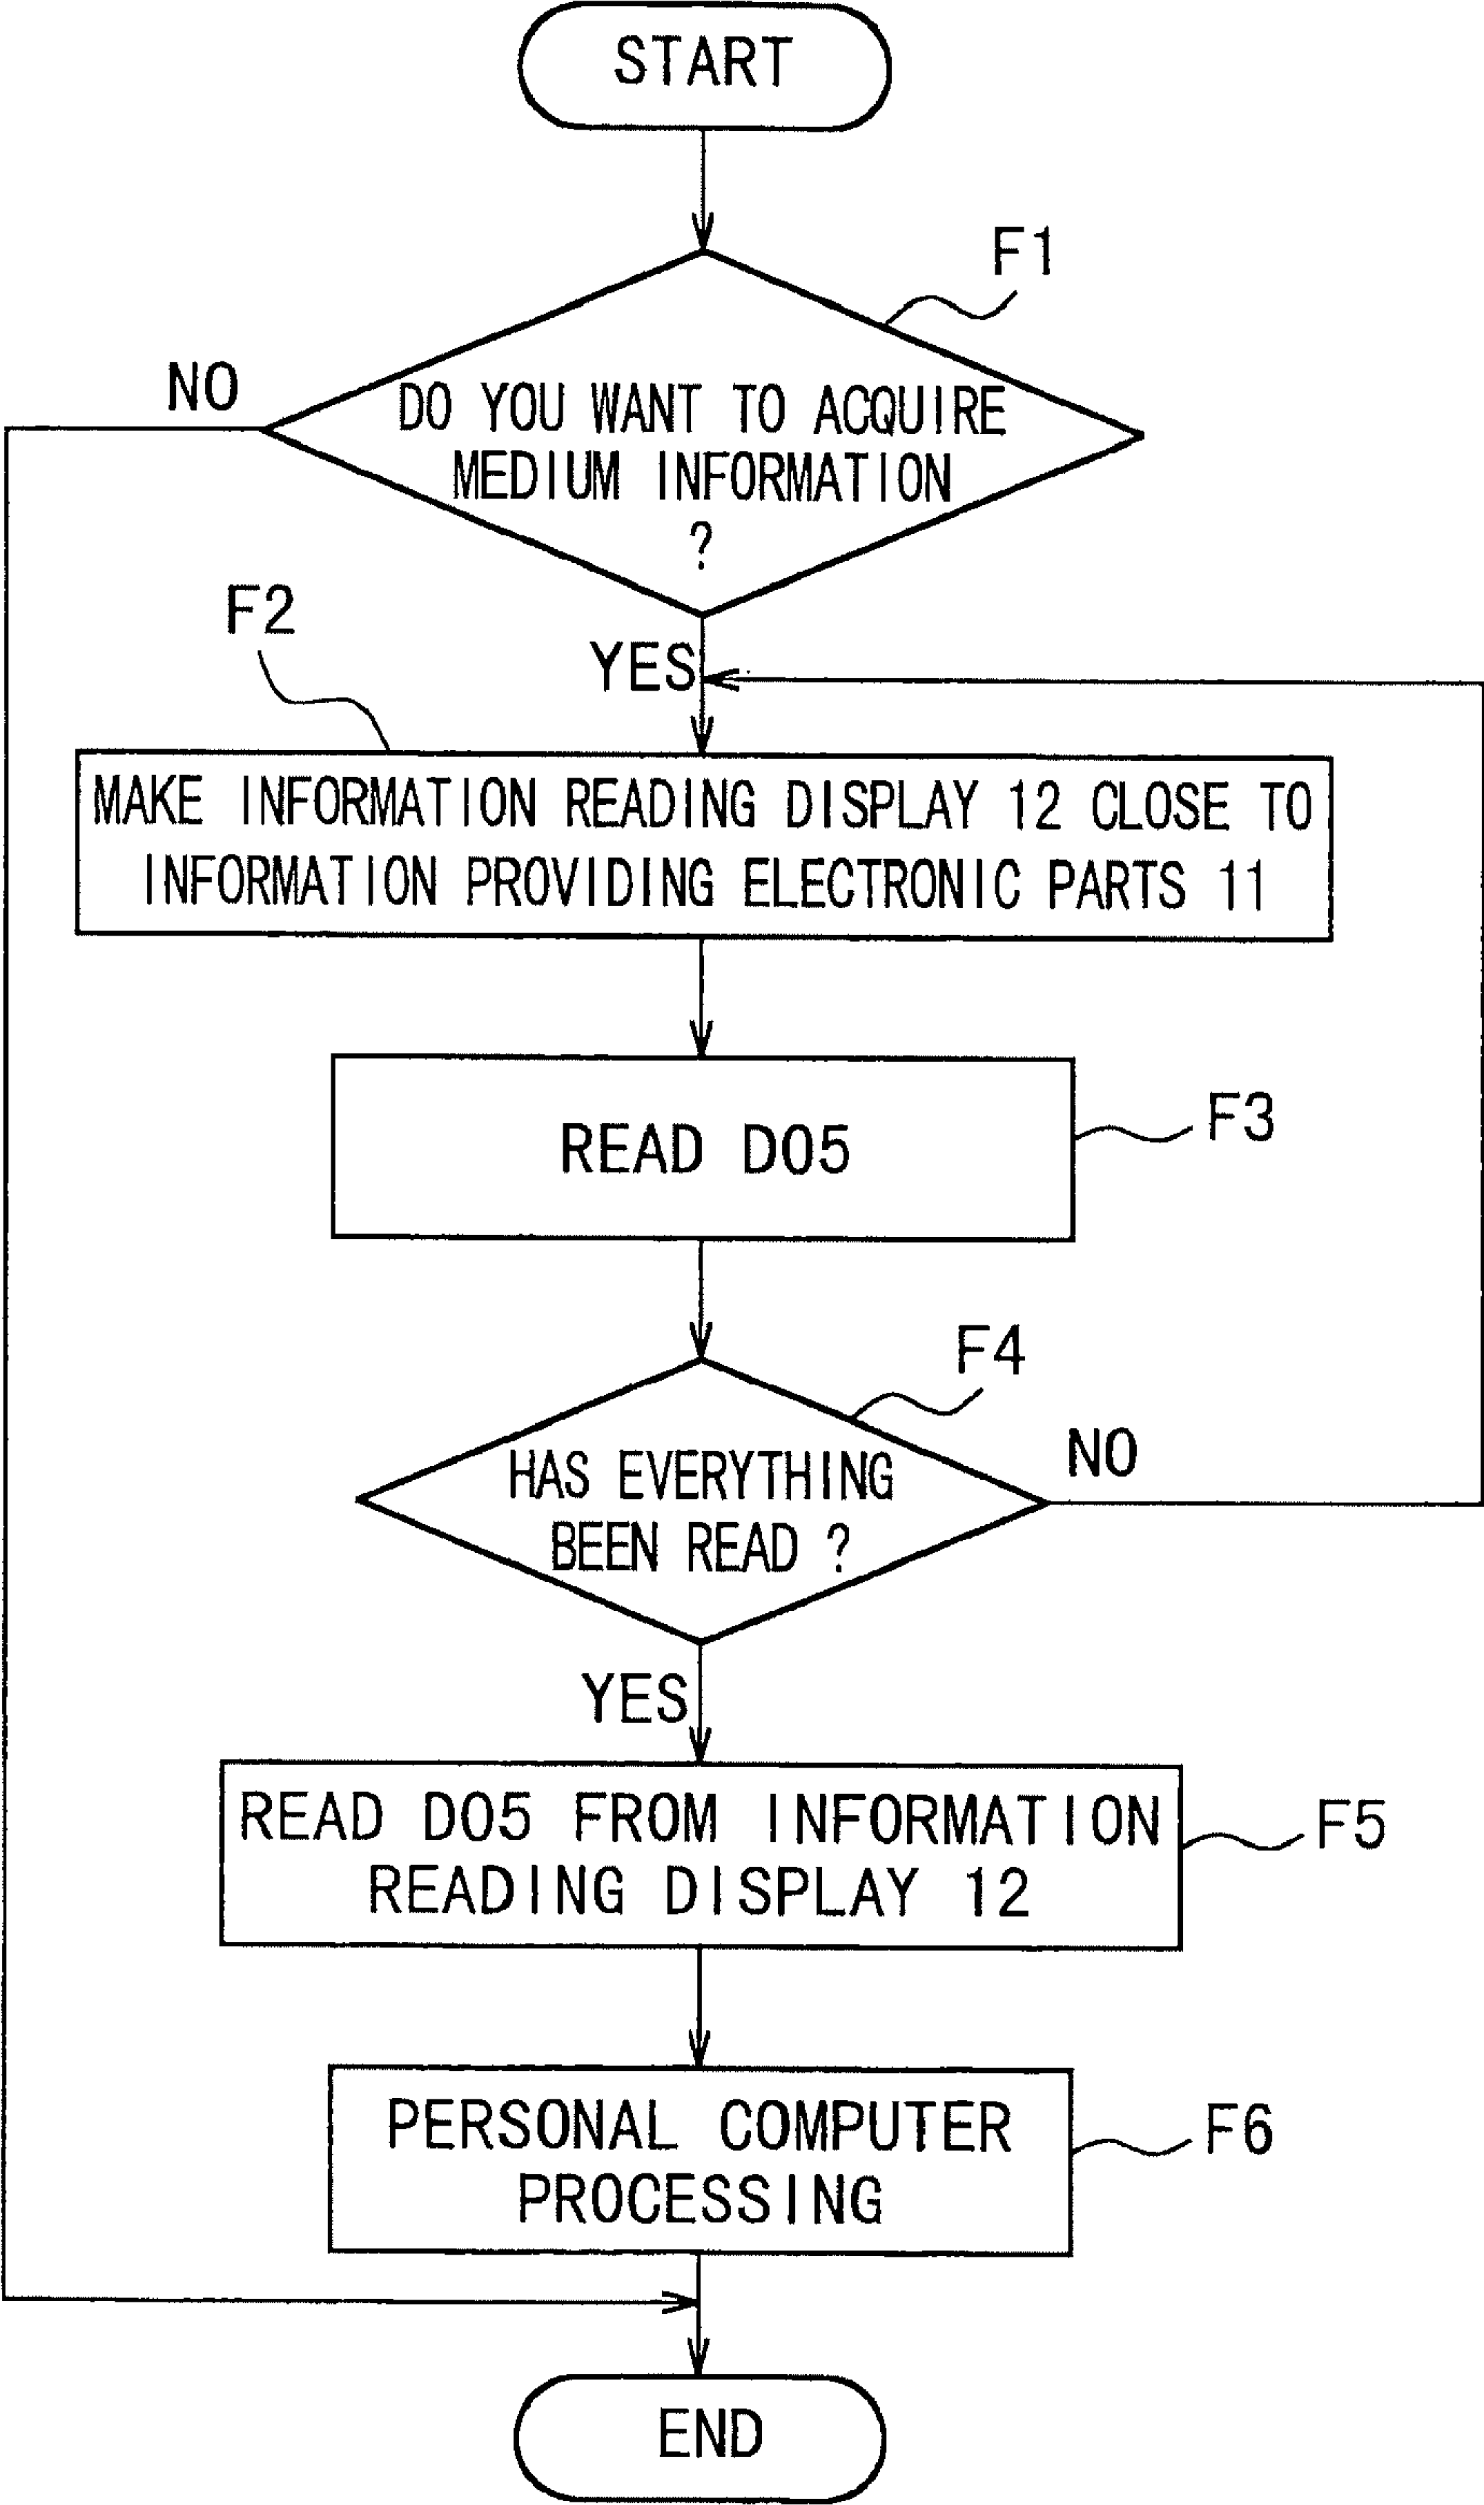 START
F1
NO
DO YOU WANT TO ACQUIRE
MEDIUM INFORMATION
?
F2
YES
MAKE INFORMATION READING DISPLAY 12 CLOSE TO
INFORMATION PROVIDING ELECTRONIC PARTS 11
READ D05
F3
F4
NO
HAS EVERYTHING
BEEN READ ?
YES
READ D05 FROM INFORMATION
READING DISPLAY 12
F5
PERSONAL COMPUTER
PROCESSING
F6
END